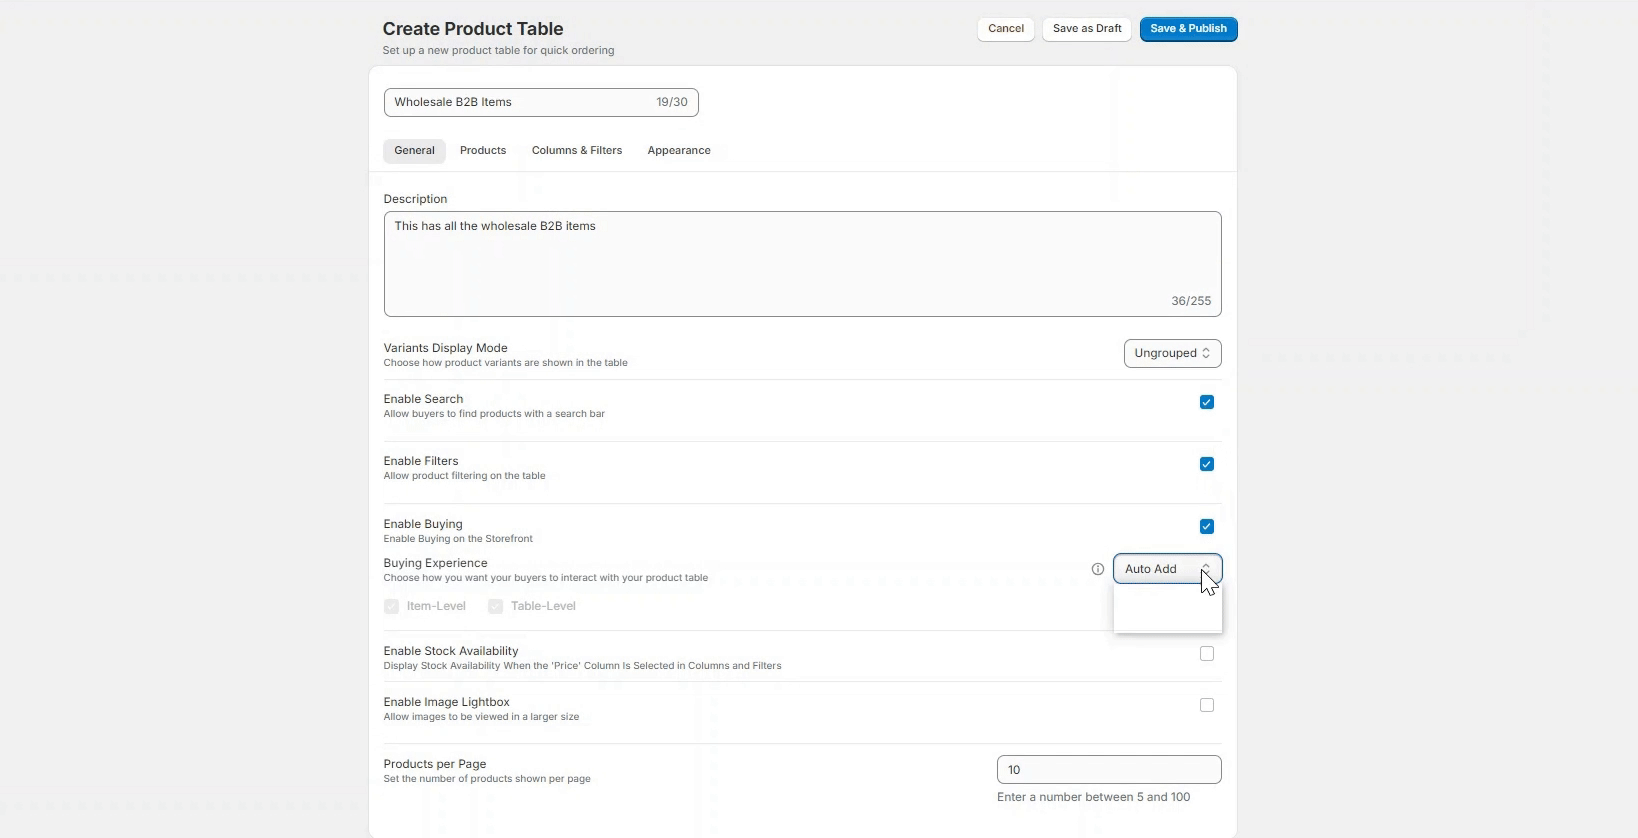 Create Product Table
Set up a new product table for quick ordering
Cancel
Save as Draft
Save & Publish
Wholesale B2B Items 19/30
General Products Columns & Filters Appearance
Description
This has all the wholesale B2B items
36/255
Variants Display Mode
Choose how product variants are shown in the table
Ungrouped
Enable Search
Allow buyers to find products with a search bar
Enable Filters
Allow product filtering on the table
Enable Buying
Enable Buying on the Storefront
Buying Experience
Choose how you want your buyers to interact with your product table
Auto Add
Item-Level Table-Level
Enable Stock Availability
Display Stock Availability When the 'Price' Column Is Selected in Columns and Filters
Enable Image Lightbox
Allow images to be viewed in a larger size
Products per Page
Set the number of products shown per page
10
Enter a number between 5 and 100